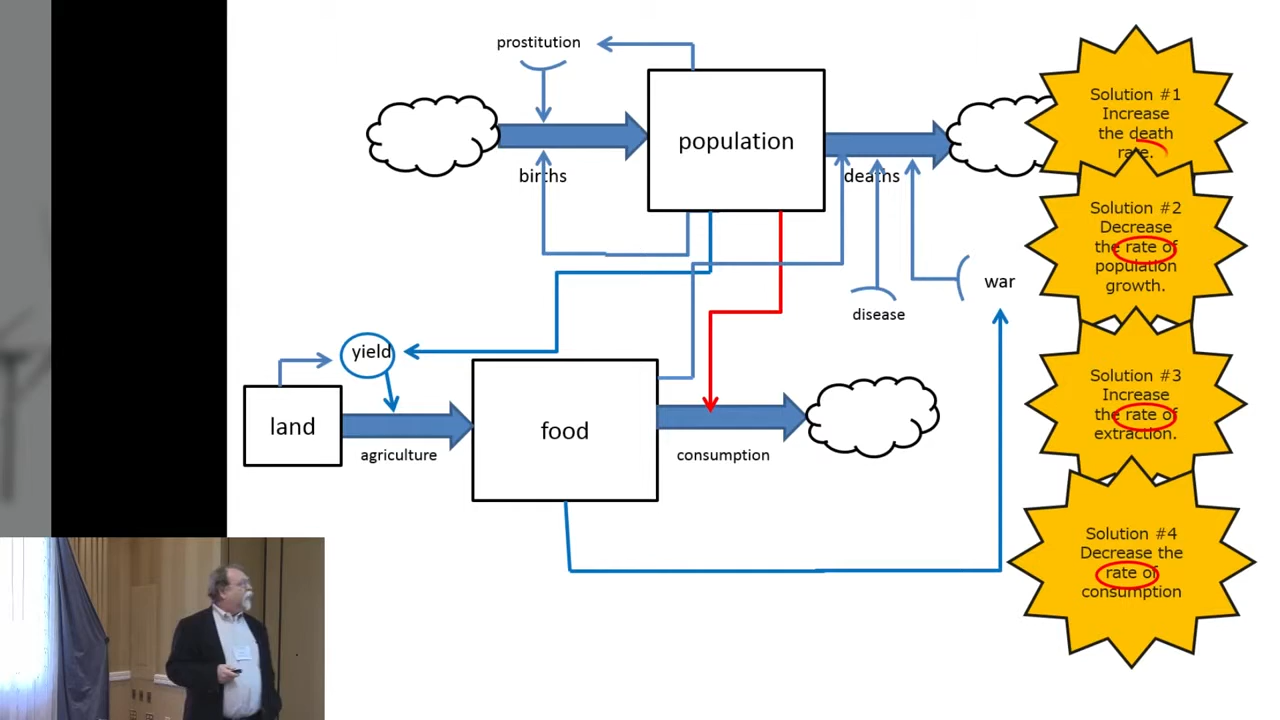 prostitution
population
births
deaths
war
disease
yield
land
food
agriculture
consumption
Solution #1
Increase
the death
rate.
Solution #2
Decrease
the rate of
population
growth.
Solution #3
Increase
the rate of
extraction.
Solution #4
Decrease the
rate of
consumption